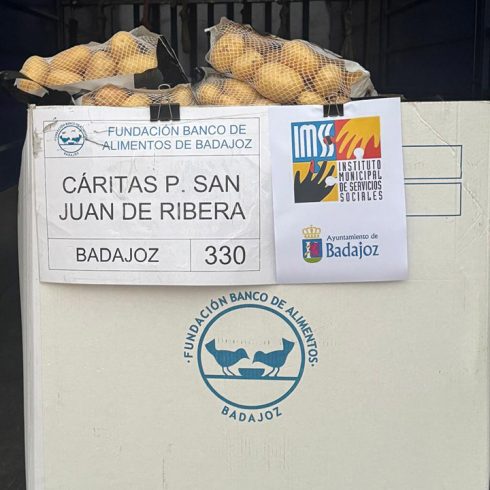 FUNDACIÓN BANCO DE
ALIMENTOS DE BADAJOZ
CÁRITAS P. SAN
JUAN DE RIBERA
BADAJOZ 330
IMSS
INSTITUTO
MUNICIPAL
DE SERVICIOS
SOCIALES
Ayuntamiento de
Badajoz
· FUNDACIÓN BANCO DE ALIMENTOS ·
BADAJOZ